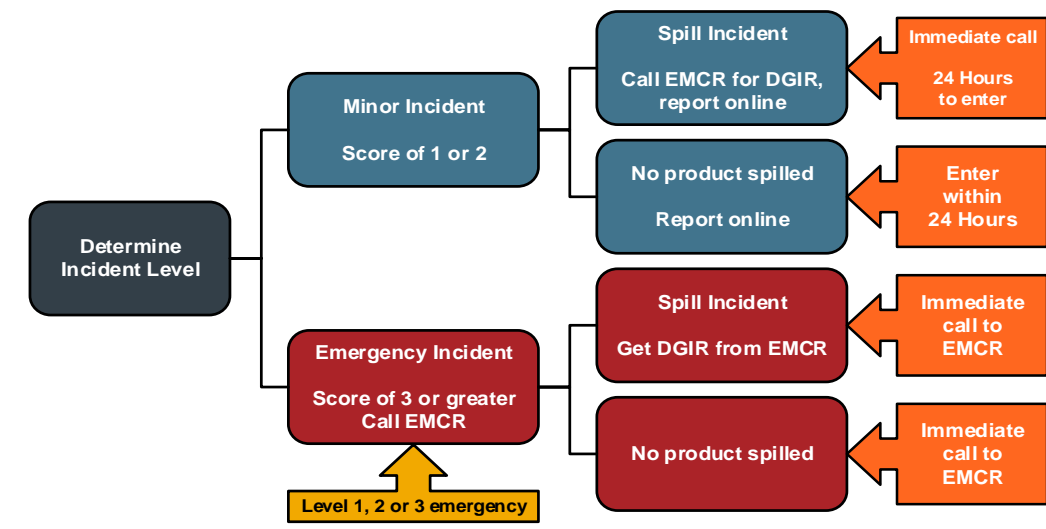 Determine
Incident Level
Minor Incident
Score of 1 or 2
Spill Incident
Call EMCR for DGIR,
report online
Immediate call
24 Hours
to enter
No product spilled
Report online
Enter
within
24 Hours
Emergency Incident
Score of 3 or greater
Call EMCR
Level 1, 2 or 3 emergency
Spill Incident
Get DGIR from EMCR
Immediate
call to
EMCR
No product spilled
Immediate
call to
EMCR